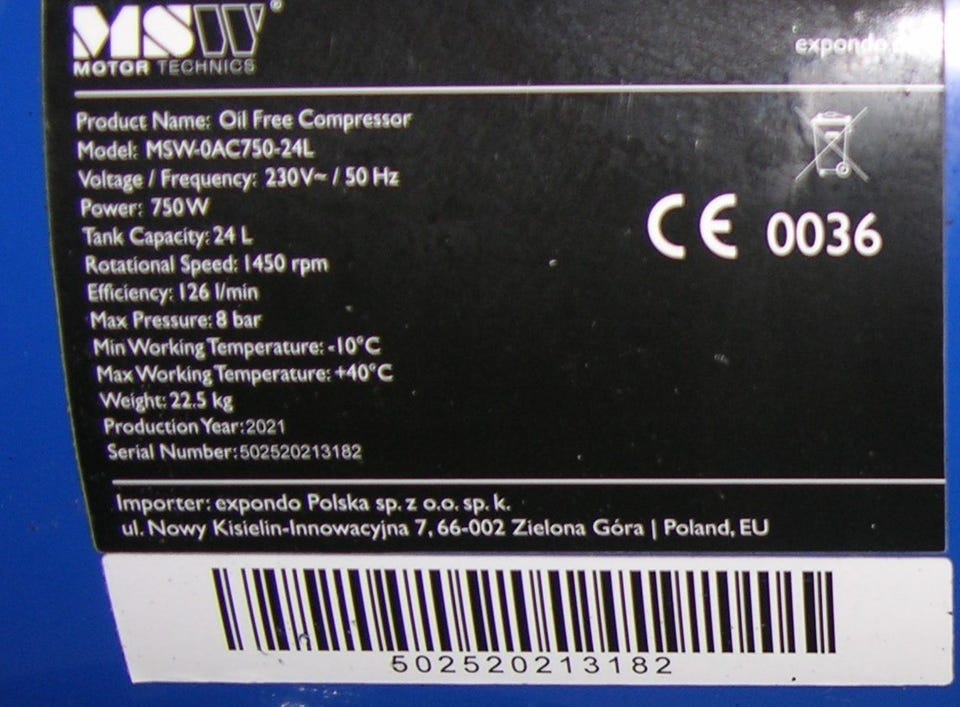 MSW®
MOTOR TECHNICS
Product Name: Oil Free Compressor
Model: MSW-0AC750-24L
Voltage / Frequency: 230V~ / 50 Hz
Power: 750W
Tank Capacity: 24 L
Rotational Speed: 1450 rpm
Efficiency: 126 l/min
Max Pressure: 8 bar
Min Working Temperature: -10°C
Max Working Temperature: +40°C
Weight: 22.5 kg
Production Year:2021
Serial Number:502520213182
CE 0036
Importer: expondo Polska sp. z o.o. sp. k.
ul. Nowy Kisielin-Innowacyjna 7, 66-002 Zielona Góra | Poland, EU
502520213182